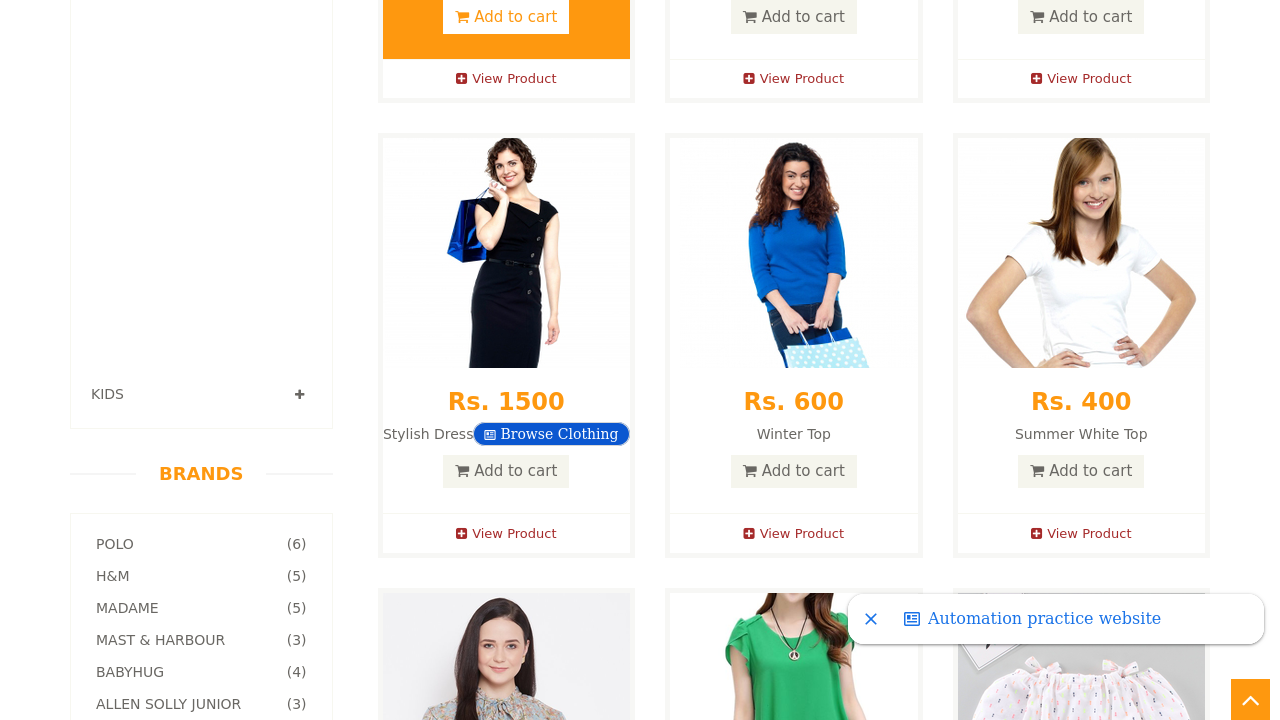 Add to cart
Add to cart
Add to cart
View Product
View Product
View Product
KIDS
BRANDS
POLO (6)
H&M (5)
MADAME (5)
MAST & HARBOUR (3)
BABYHUG (4)
ALLEN SOLLY JUNIOR (3)
Rs. 1500
Stylish Dress Browse Clothing
Add to cart
View Product
Rs. 600
Winter Top
Add to cart
View Product
Rs. 400
Summer White Top
Add to cart
View Product
Automation practice website